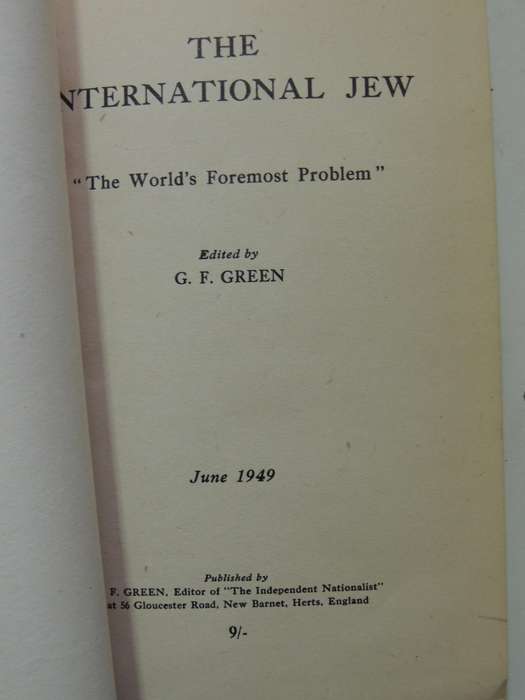 THE
NTERNATIONAL JEW
"The World's Foremost Problem"
Edited by
G. F. GREEN
June 1949
Published by
F. GREEN, Editor of "The Independent Nationalist"
at 56 Gloucester Road, New Barnet, Herts, England
9/-